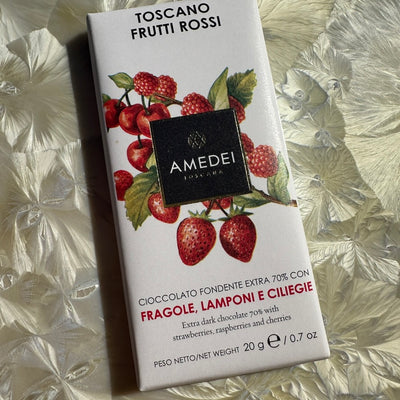 TOSCANO
FRUTTI ROSSI
AMEDEI
TOSCANA
CIOCCOLATO FONDENTE EXTRA 70% CON
FRAGOLE, LAMPONI E CILIEGIE
Extra dark chocolate 70% with
strawberries, raspberries and cherries
PESO NETTO/NET WEIGHT 20 g ℮ / 0.7 oz